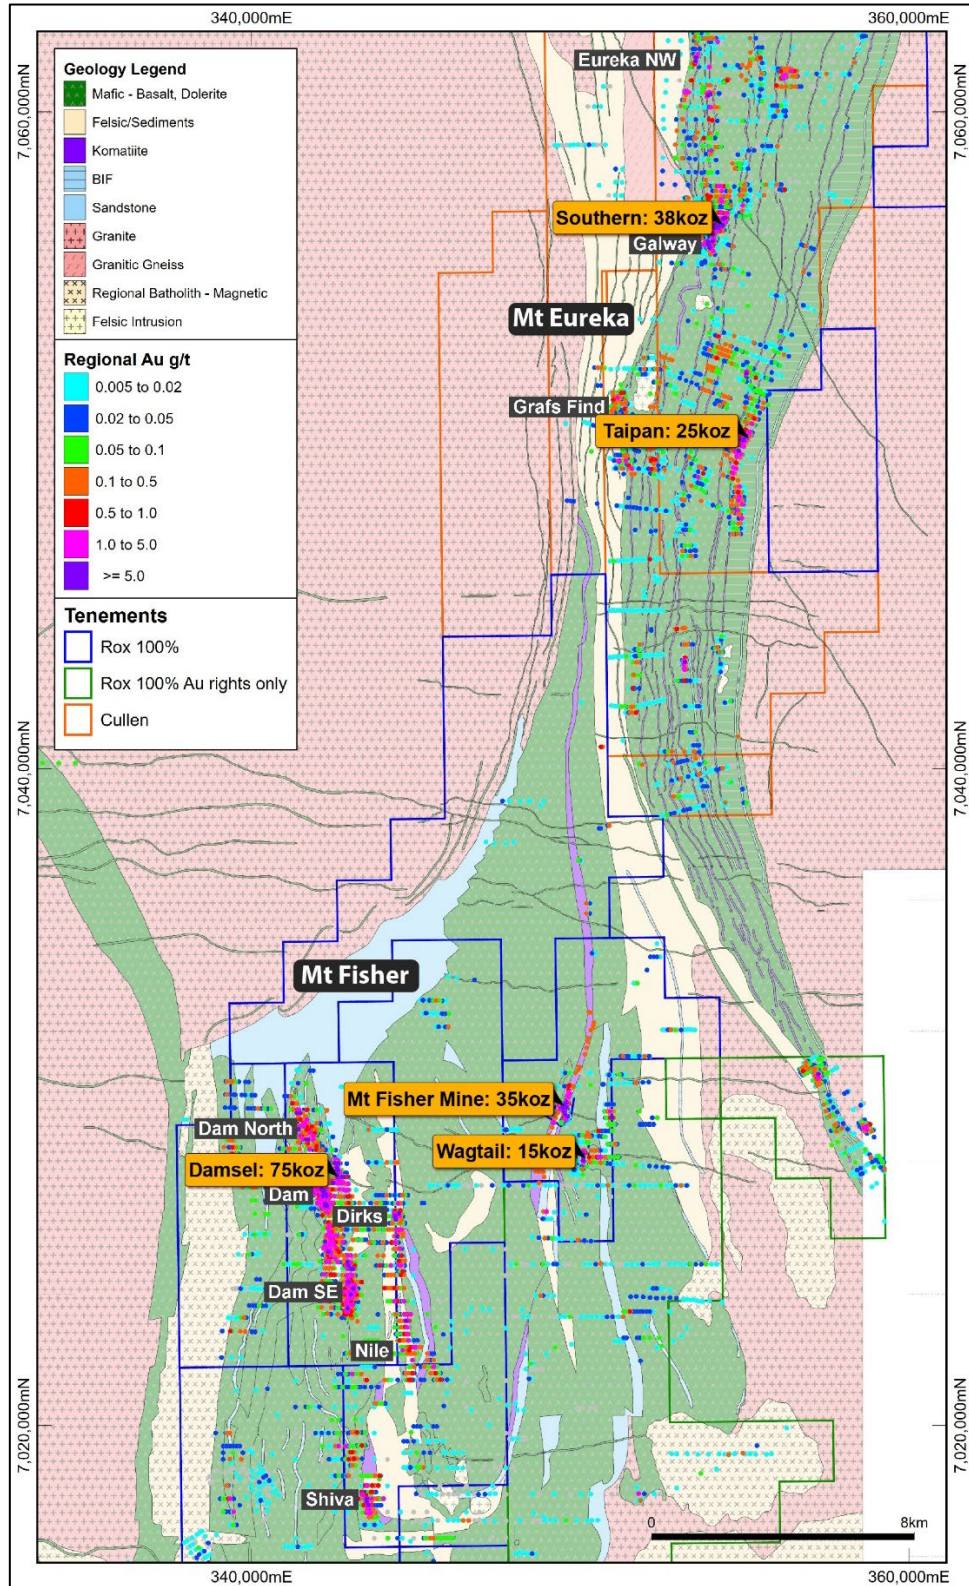 340,000mE
360,000mE
7,060,000mN
7,060,000mN
Geology Legend
Mafic - Basalt, Dolerite
Felsic/Sediments
Komatiite
BIF
Sandstone
Granite
Granitic Gneiss
Regional Batholith - Magnetic
Felsic Intrusion
Regional Au g/t
0.005 to 0.02
0.02 to 0.05
0.05 to 0.1
0.1 to 0.5
0.5 to 1.0
1.0 to 5.0
>= 5.0
Tenements
Rox 100%
Rox 100% Au rights only
Cullen
Eureka NW
Southern: 38koz
Galway
Mt Eureka
Grafs Find
Taipan: 25koz
7,040,000mN
7,040,000mN
Mt Fisher
Mt Fisher Mine: 35koz
Dam North
Wagtail: 15koz
Damsel: 75koz
Dam
Dirks
Dam SE
Nile
7,020,000mN
7,020,000mN
Shiva
0
8km
340,000mE
360,000mE